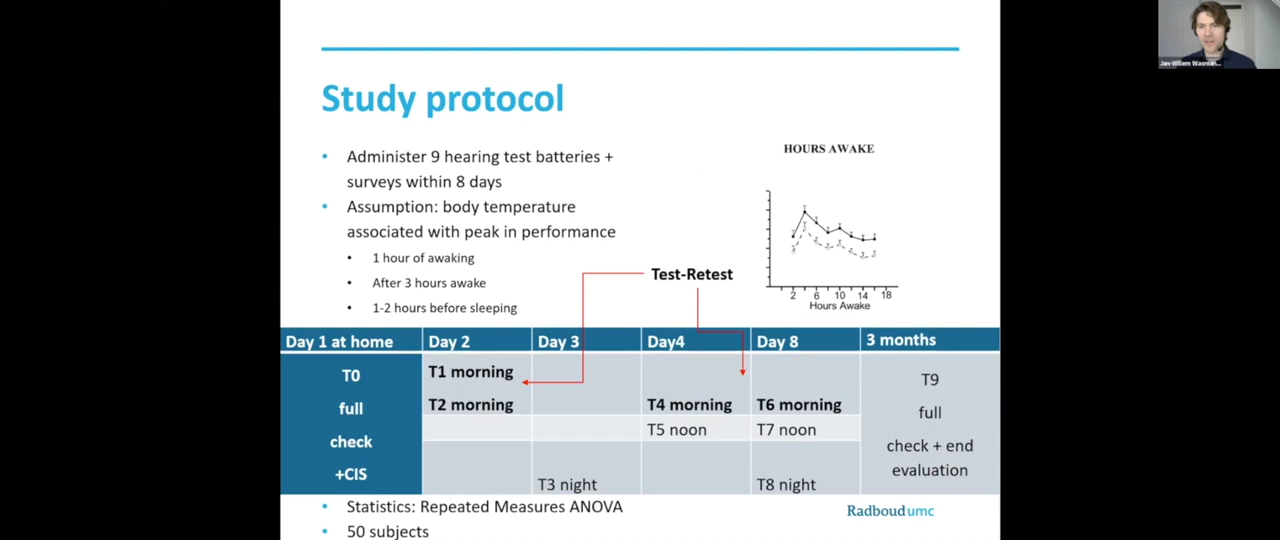 Jan-Willem Wasman...
Study protocol
Administer 9 hearing test batteries +
surveys within 8 days
Assumption: body temperature
associated with peak in performance
1 hour of awaking
After 3 hours awake
1-2 hours before sleeping
HOURS AWAKE
2 6 10 14 18
Hours Awake
Test-Retest
Day 1 at home Day 2 Day 3 Day4 Day 8 3 months
T0
full
check
+CIS
T1 morning
T2 morning
T3 night
T4 morning
T5 noon
T6 morning
T7 noon
T8 night
T9
full
check + end
evaluation
Statistics: Repeated Measures ANOVA
50 subjects
Radboudumc